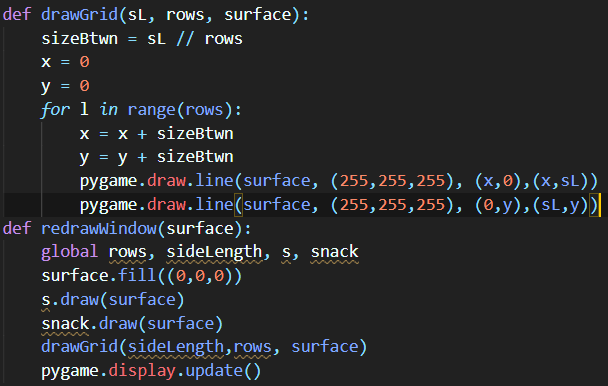 def drawGrid(sL, rows, surface):
    sizeBtwn = sL // rows
    x = 0
    y = 0
    for l in range(rows):
        x = x + sizeBtwn
        y = y + sizeBtwn
        pygame.draw.line(surface, (255,255,255), (x,0),(x,sL))
        pygame.draw.line(surface, (255,255,255), (0,y),(sL,y))
def redrawWindow(surface):
    global rows, sideLength, s, snack
    surface.fill((0,0,0))
    s.draw(surface)
    snack.draw(surface)
    drawGrid(sideLength,rows, surface)
    pygame.display.update()